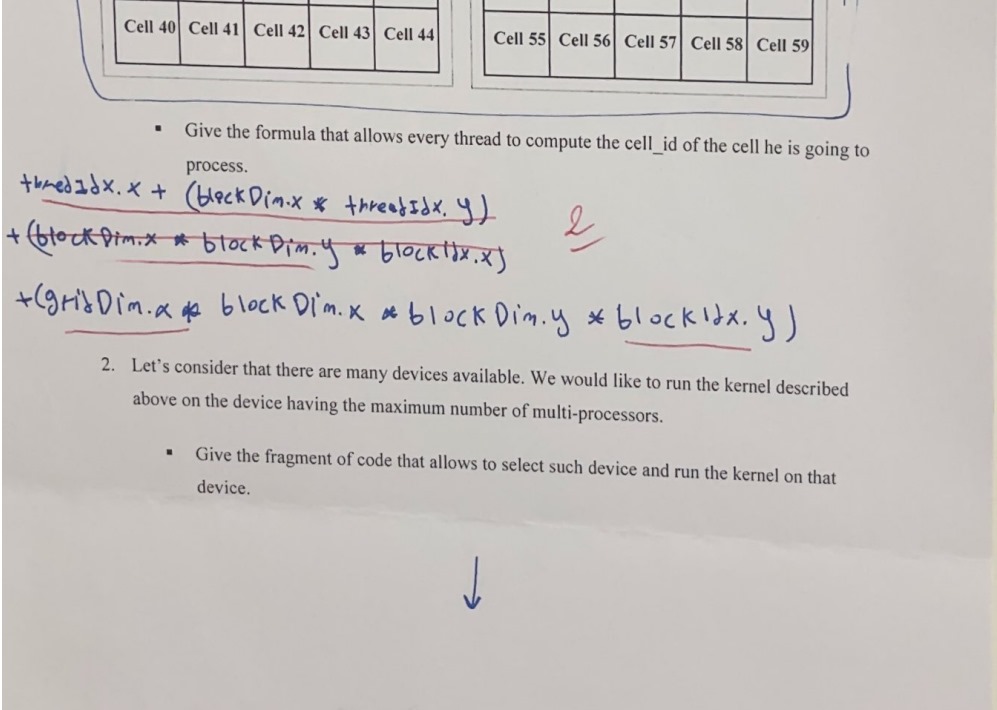 Cell 40 Cell 41 Cell 42 Cell 43 Cell 44
Cell 55 Cell 56 Cell 57 Cell 58 Cell 59
▪ Give the formula that allows every thread to compute the cell_id of the cell he is going to
process.
thredIdx.x + (blockDim.x * threadIdx.y)
2
+(blockDim.x * blockDim.y * blockIdx.x)
+(gridDim.x * blockDim.x * blockDim.y * blockIdx.y)
2. Let's consider that there are many devices available. We would like to run the kernel described
above on the device having the maximum number of multi-processors.
▪ Give the fragment of code that allows to select such device and run the kernel on that
device.